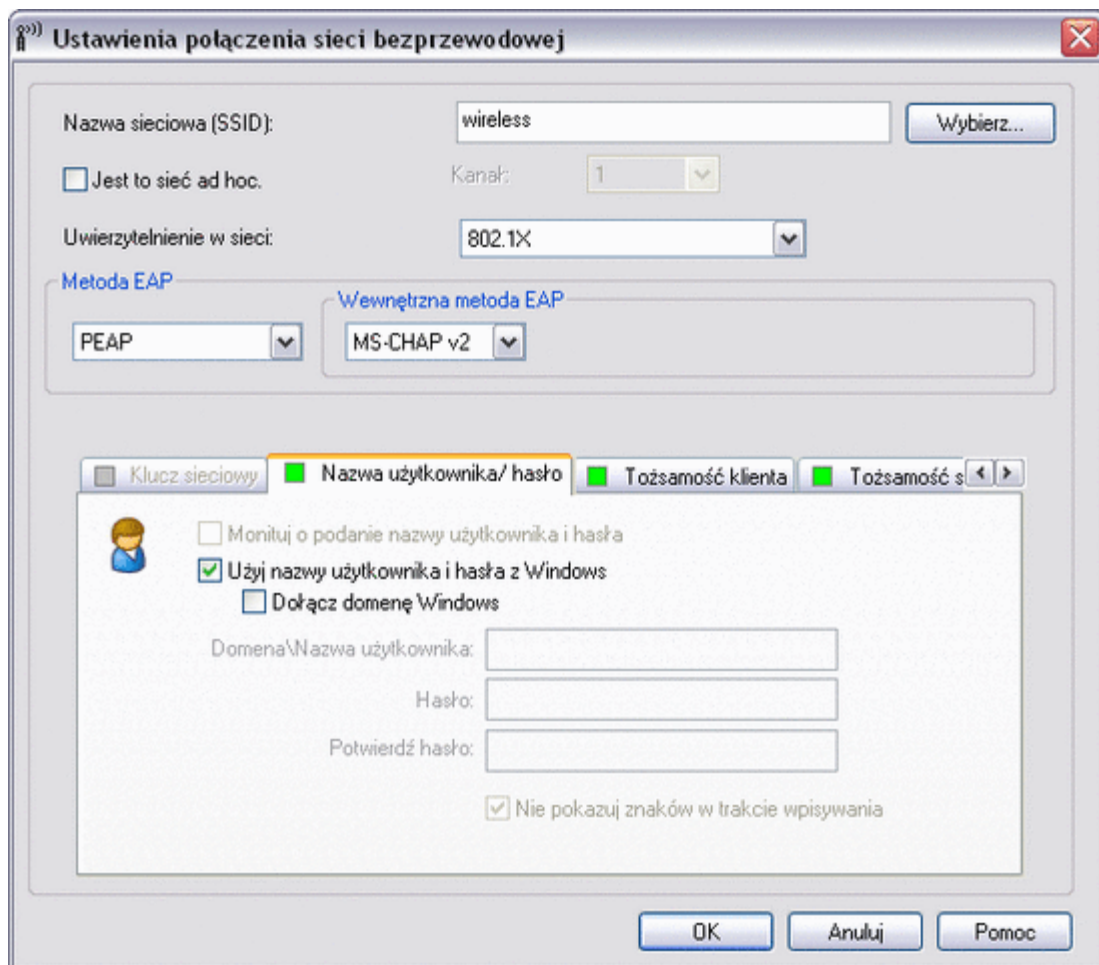 Ustawienia połączenia sieci bezprzewodowej
Nazwa sieciowa (SSID): wireless Wybierz...
Jest to sieć ad hoc. Kanał: 1
Uwierzytelnienie w sieci: 802.1X
Metoda EAP
Wewnętrzna metoda EAP
PEAP MS-CHAP v2
Klucz sieciowy Nazwa użytkownika/ hasło Tożsamość klienta Tożsamość s
Monituj o podanie nazwy użytkownika i hasła
Użyj nazwy użytkownika i hasła z Windows
Dołącz domenę Windows
Domena\Nazwa użytkownika:
Hasło:
Potwierdź hasło:
Nie pokazuj znaków w trakcie wpisywania
OK Anuluj Pomoc